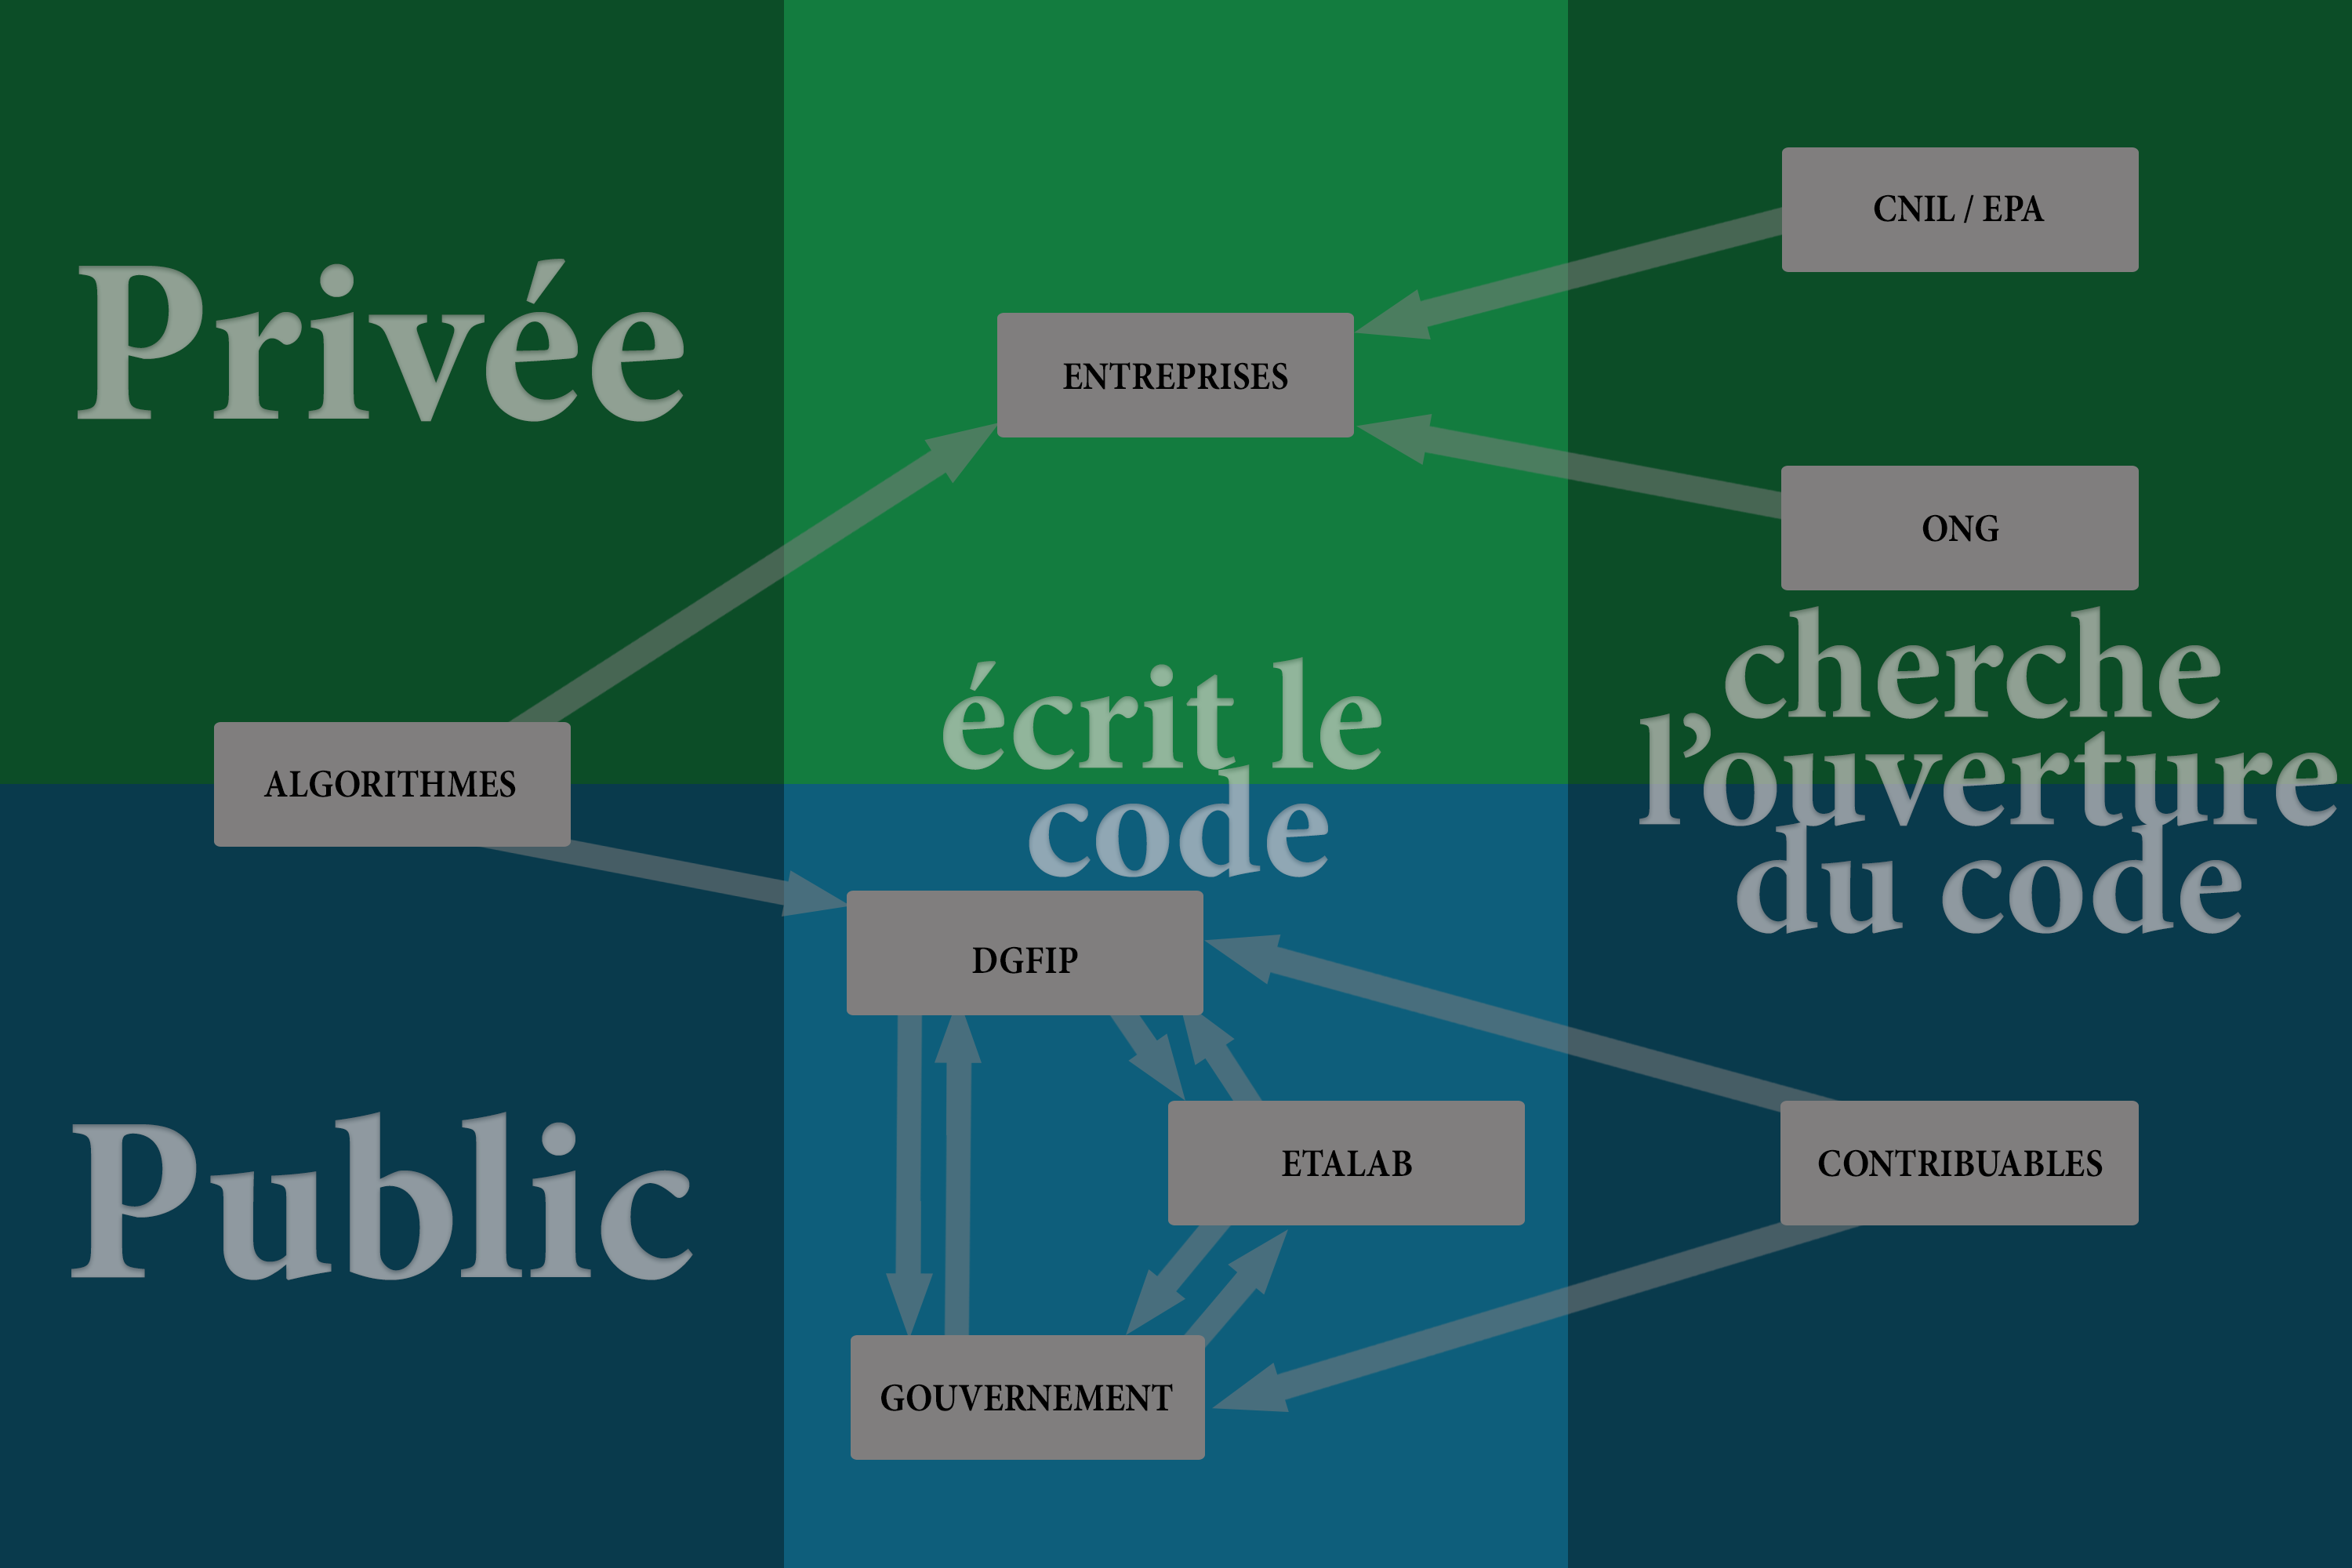 CNIL / EPA
Privée
ENTREPRISES
ONG
écrit le
code
cherche
l’ouverture
du code
ALGORITHMES
DGFIP
Public
ETALAB
CONTRIBUABLES
GOUVERNEMENT